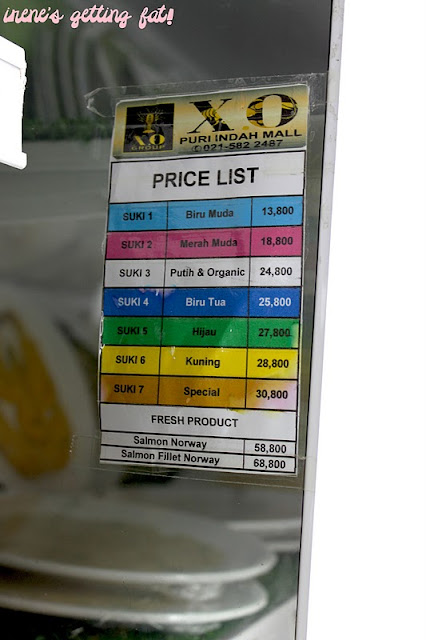 irene's getting fat!
XO
GROUP
X.O
PURI INDAH MALL
021-582 2487
PRICE LIST
SUKI 1 Biru Muda 13,800
SUKI 2 Merah Muda 18,800
SUKI 3 Putih & Organic 24,800
SUKI 4 Biru Tua 25,800
SUKI 5 Hijau 27,800
SUKI 6 Kuning 28,800
SUKI 7 Special 30,800
FRESH PRODUCT
Salmon Norway 58,800
Salmon Fillet Norway 68,800